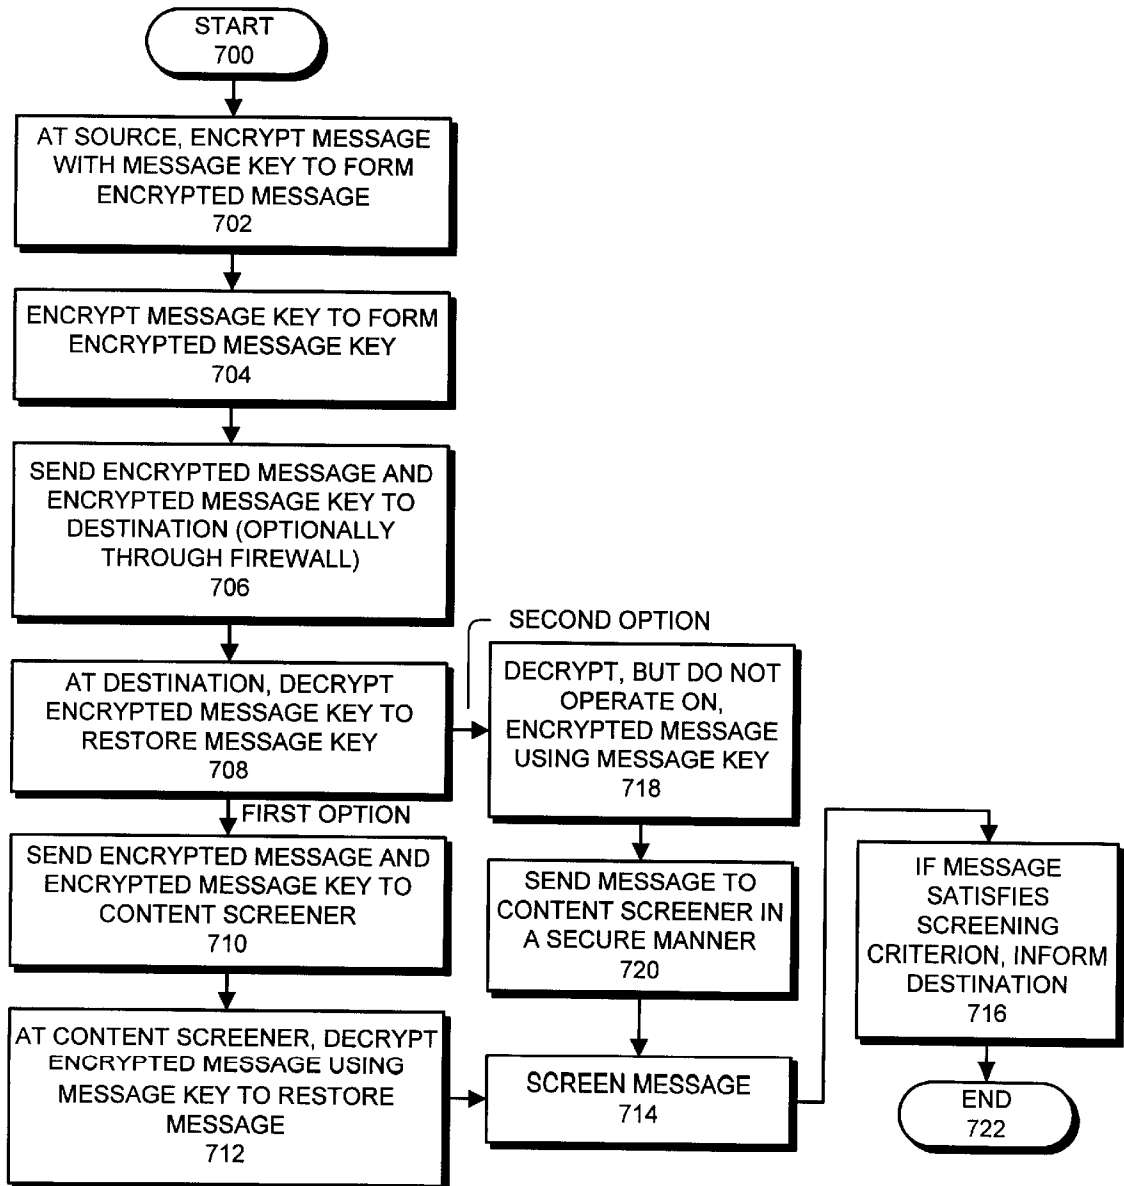 START
700
AT SOURCE, ENCRYPT MESSAGE
WITH MESSAGE KEY TO FORM
ENCRYPTED MESSAGE
702
ENCRYPT MESSAGE KEY TO FORM
ENCRYPTED MESSAGE KEY
704
SEND ENCRYPTED MESSAGE AND
ENCRYPTED MESSAGE KEY TO
DESTINATION (OPTIONALLY
THROUGH FIREWALL)
706
AT DESTINATION, DECRYPT
ENCRYPTED MESSAGE KEY TO
RESTORE MESSAGE KEY
708
FIRST OPTION
SEND ENCRYPTED MESSAGE AND
ENCRYPTED MESSAGE KEY TO
CONTENT SCREENER
710
AT CONTENT SCREENER, DECRYPT
ENCRYPTED MESSAGE USING
MESSAGE KEY TO RESTORE
MESSAGE
712
SECOND OPTION
DECRYPT, BUT DO NOT
OPERATE ON,
ENCRYPTED MESSAGE
USING MESSAGE KEY
718
SEND MESSAGE TO
CONTENT SCREENER IN
A SECURE MANNER
720
SCREEN MESSAGE
714
IF MESSAGE
SATISFIES
SCREENING
CRITERION, INFORM
DESTINATION
716
END
722